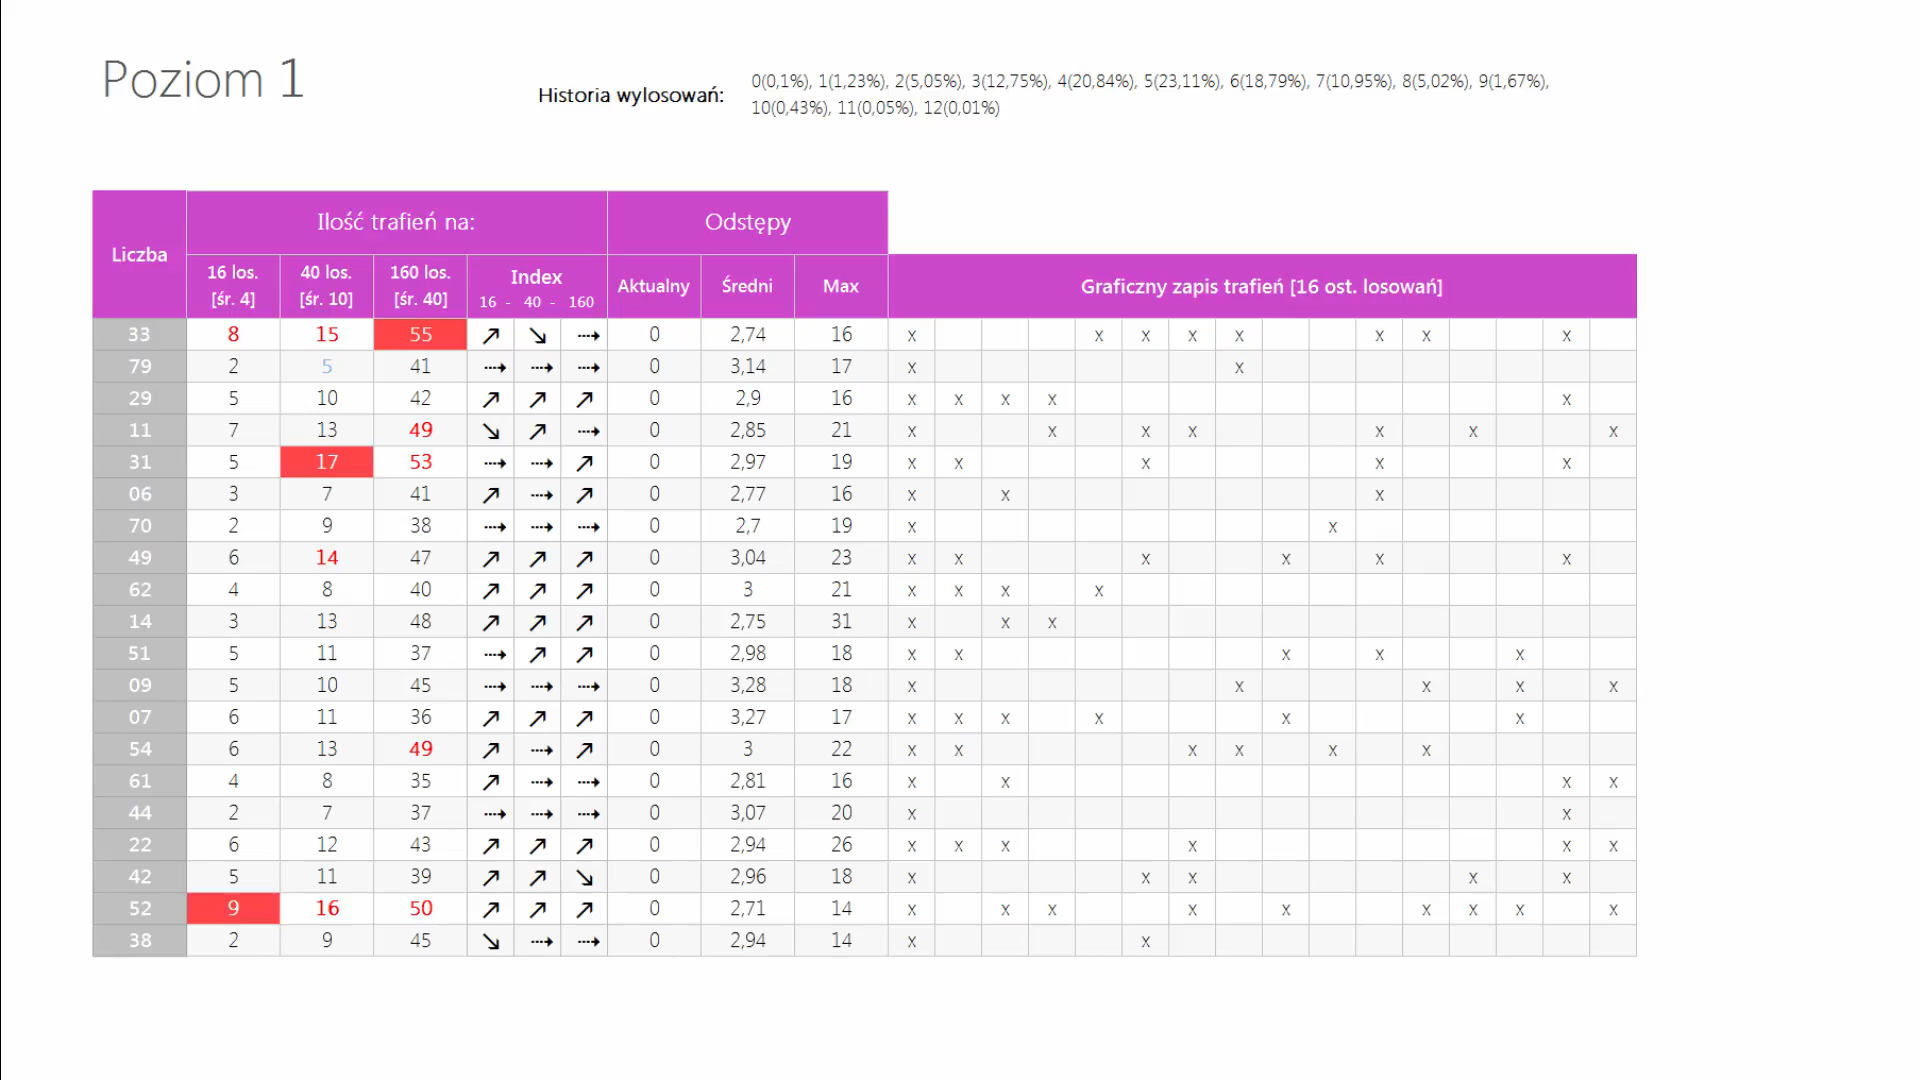 Poziom 1
Historia wylosowań:
0(0,1%), 1(1,23%), 2(5,05%), 3(12,75%), 4(20,84%), 5(23,11%), 6(18,79%), 7(10,95%), 8(5,02%), 9(1,67%),
10(0,43%), 11(0,05%), 12(0,01%)
Liczba
Ilość trafień na:
Odstępy
16 los. [śr. 4]
40 los. [śr. 10]
160 los. [śr. 40]
Index
16 - 40 - 160
Aktualny Średni Max
Graficzny zapis trafień [16 ost. losowań]
33 8 15 55 ↗ ↘ ⇢ 0 2,74 16 x x x x x x x x
79 2 5 41 ⇢ ⇢ ⇢ 0 3,14 17 x x
29 5 10 42 ↗ ↗ ↗ 0 2,9 16 x x x x x
11 7 13 49 ↘ ↗ ⇢ 0 2,85 21 x x x x x x x
31 5 17 53 ⇢ ⇢ ↗ 0 2,97 19 x x x x x
06 3 7 41 ↗ ⇢ ↗ 0 2,77 16 x x x
70 2 9 38 ⇢ ⇢ ⇢ 0 2,7 19 x x
49 6 14 47 ↗ ↗ ↗ 0 3,04 23 x x x x x x
62 4 8 40 ↗ ↗ ↗ 0 3 21 x x x x
14 3 13 48 ↗ ↗ ↗ 0 2,75 31 x x x
51 5 11 37 ⇢ ↗ ↗ 0 2,98 18 x x x x x
09 5 10 45 ⇢ ⇢ ⇢ 0 3,28 18 x x x x x
07 6 11 36 ↗ ↗ ↗ 0 3,27 17 x x x x x x
54 6 13 49 ↗ ⇢ ↗ 0 3 22 x x x x x x
61 4 8 35 ↗ ⇢ ⇢ 0 2,81 16 x x x x
44 2 7 37 ⇢ ⇢ ⇢ 0 3,07 20 x x
22 6 12 43 ↗ ↗ ↗ 0 2,94 26 x x x x x x
42 5 11 39 ↗ ↗ ↘ 0 2,96 18 x x x x x
52 9 16 50 ↗ ↗ ↗ 0 2,71 14 x x x x x x x x x
38 2 9 45 ↘ ⇢ ⇢ 0 2,94 14 x x